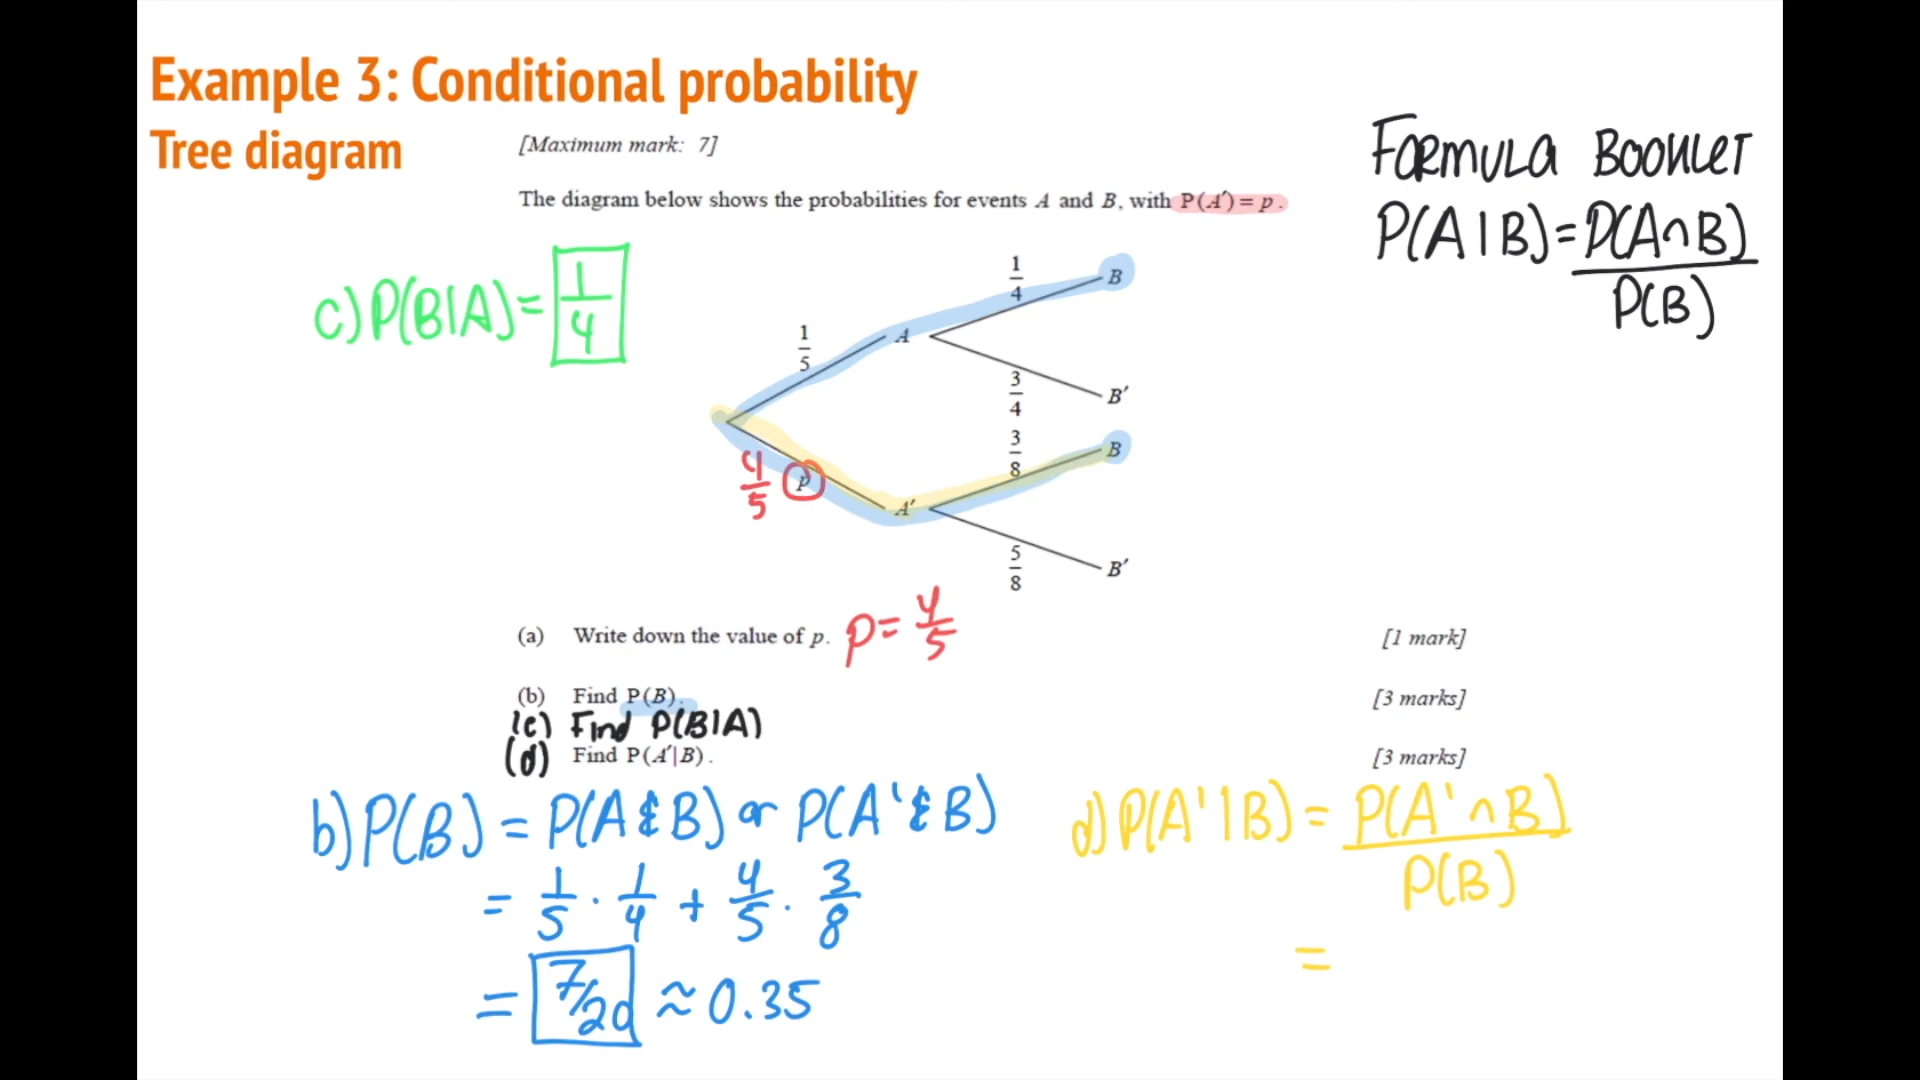 Example 3: Conditional probability
Tree diagram
[Maximum mark: 7]
The diagram below shows the probabilities for events A and B, with P(A′) = p.
FORMULA BOOKLET
P(A|B) = P(A∩B)
P(B)
c) P(B|A) = 1/4
1/5
A
1/4
B
3/4
B′
4/5
p
A′
3/8
B
5/8
B′
(a) Write down the value of p. p = 4/5 [1 mark]
(b) Find P(B). [3 marks]
(c) Find P(B|A)
(d) Find P(A′|B). [3 marks]
b) P(B) = P(A & B) or P(A' & B)
= 1/5 · 1/4 + 4/5 · 3/8
= 7/20 ≈ 0.35
d) P(A'|B) = P(A' ∩ B)
P(B)
=